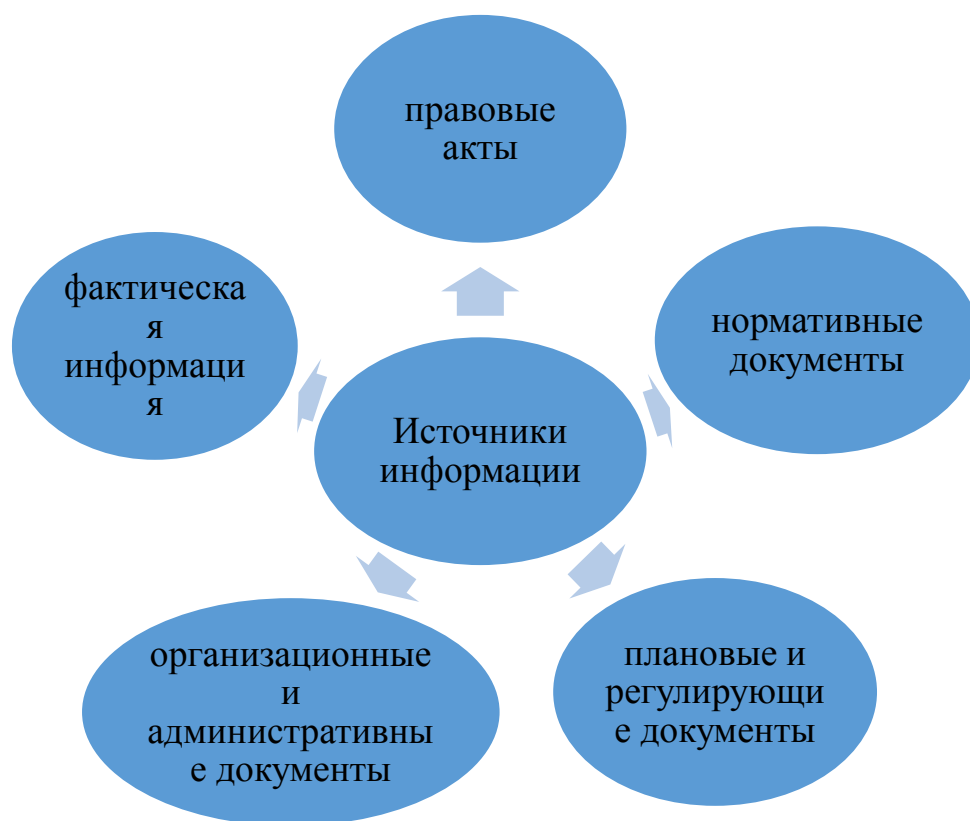 правовые
акты
фактическа
я
информаци
я
нормативные
документы
Источники
информации
организационные
и
административны
е документы
плановые и
регулирующи
е документы